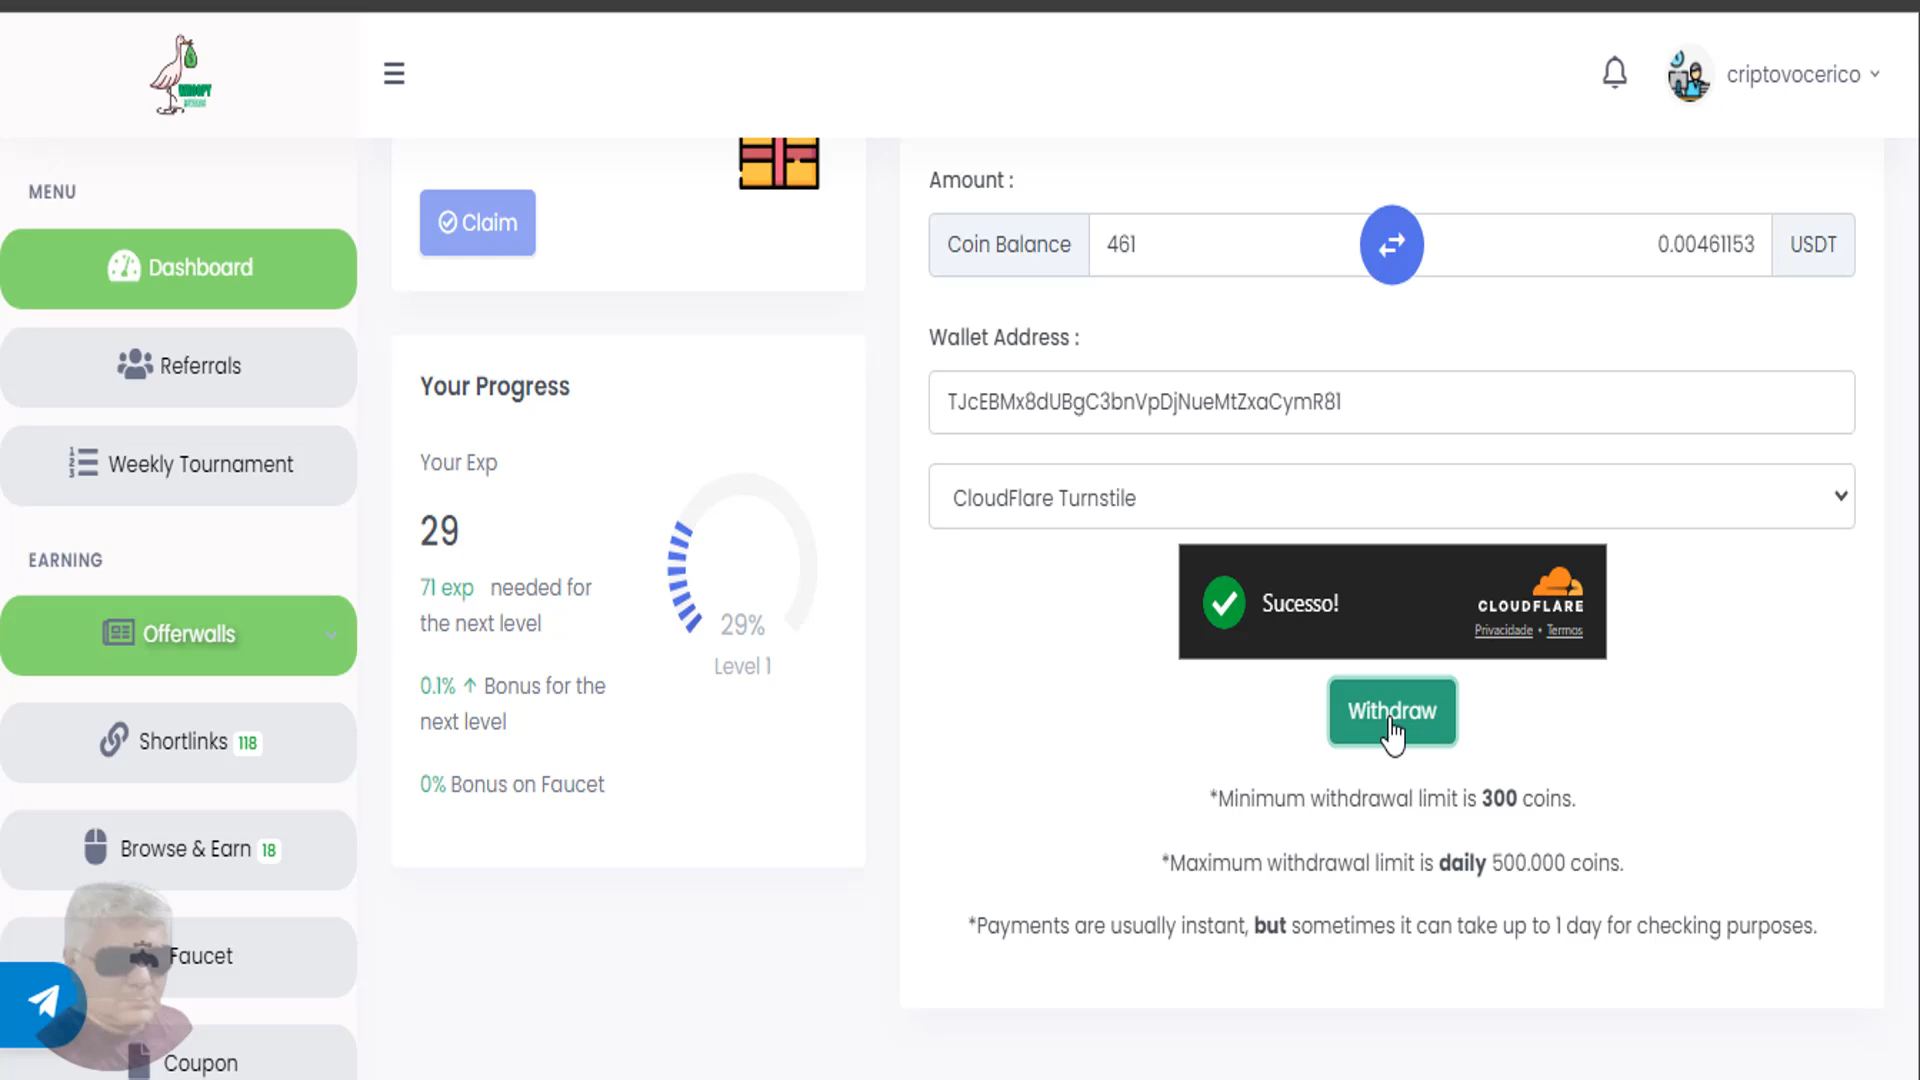 WHOOPY
criptovocerico
MENU
Dashboard
Referrals
Weekly Tournament
EARNING
Offerwalls
Shortlinks 118
Browse & Earn 18
Faucet
Coupon
Claim
Your Progress
Your Exp
29
71 exp needed for
the next level
0.1% ↑ Bonus for the
next level
0% Bonus on Faucet
29%
Level 1
Amount :
Coin Balance 461 0.00461153 USDT
Wallet Address :
TJcEBMx8dUBgC3bnVpDjNueMtZxaCymR81
CloudFlare Turnstile
Sucesso!
CLOUDFLARE
Privacidade • Termos
Withdraw
*Minimum withdrawal limit is 300 coins.
*Maximum withdrawal limit is daily 500.000 coins.
*Payments are usually instant, but sometimes it can take up to 1 day for checking purposes.